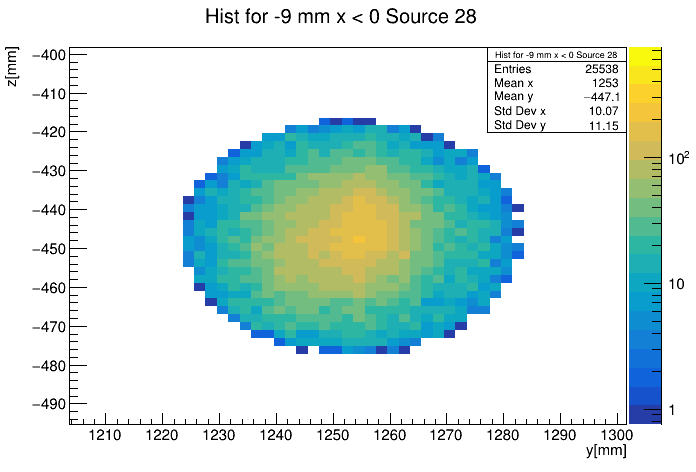 Hist for -9 mm x < 0 Source 28
z[mm]
−400
−410
−420
−430
−440
−450
−460
−470
−480
−490
Hist for -9 mm x < 0 Source 28
Entries 25538
Mean x 1253
Mean y −447.1
Std Dev x 10.07
Std Dev y 11.15
10²
10
1
1210 1220 1230 1240 1250 1260 1270 1280 1290 1300
y[mm]